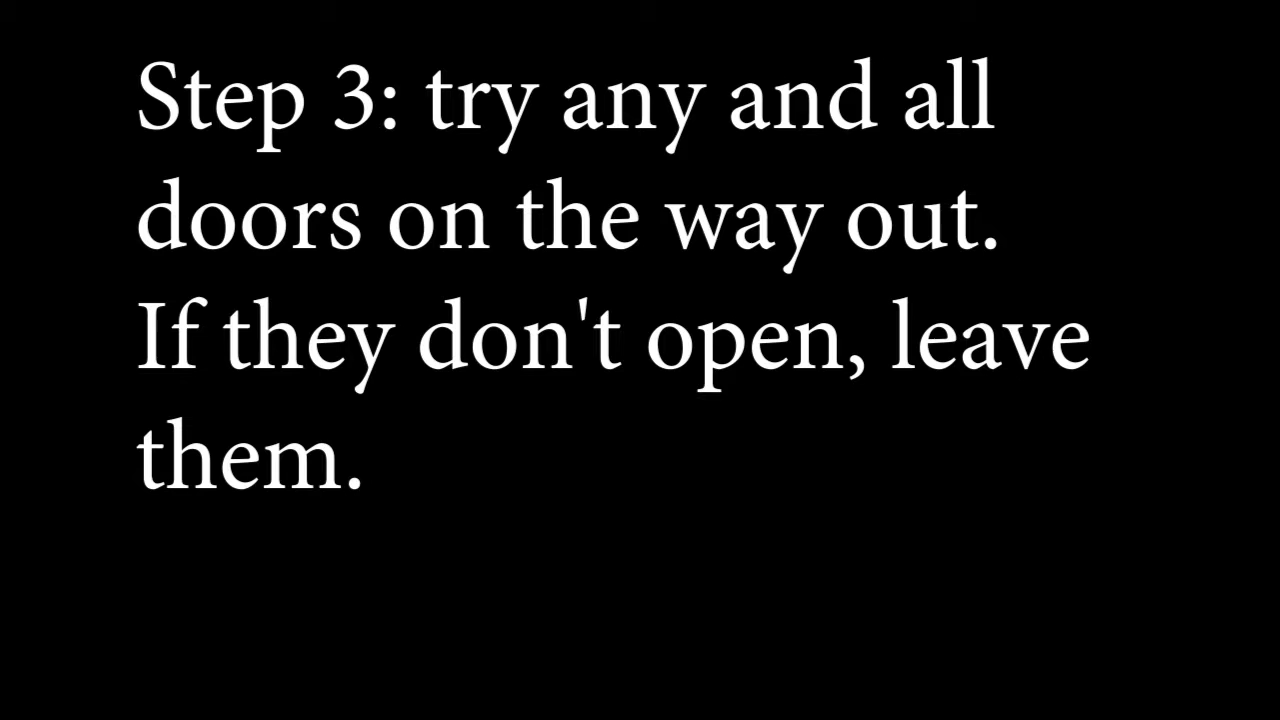 Step 3: try any and all
doors on the way out.
If they don't open, leave
them.